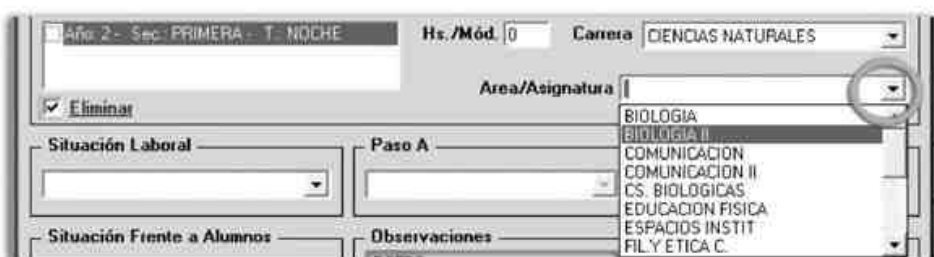 Año: 2 - Sec.: PRIMERA - T.: NOCHE
Hs./Mód. 0
Carrera CIENCIAS NATURALES
Area/Asignatura
Eliminar
BIOLOGIA
BIOLOGIA II
COMUNICACION
COMUNICACION II
CS. BIOLOGICAS
EDUCACION FISICA
ESPACIOS INSTIT
FIL.Y ETICA C.
Situación Laboral
Paso A
Situación Frente a Alumnos
Observaciones